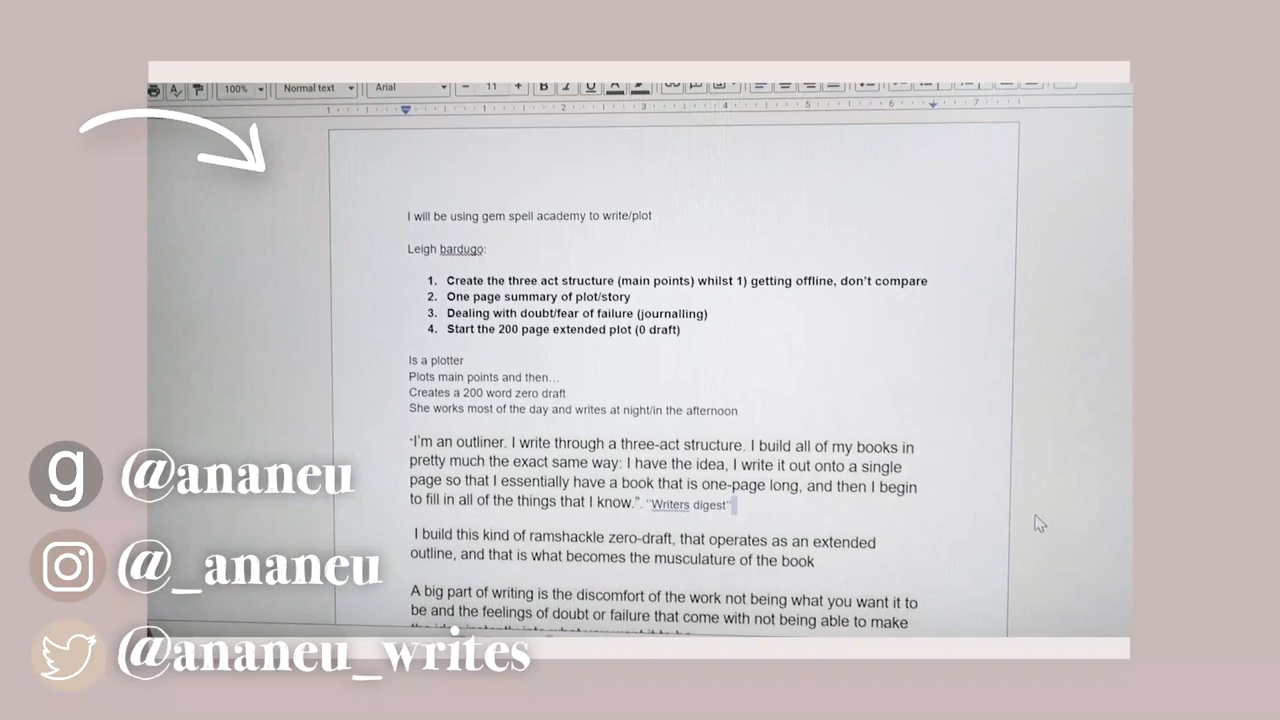 100%
Normal text
Arial
11
B I U A
1 1 2 3 4 5 6 7
I will be using gem spell academy to write/plot
Leigh bardugo:
1. Create the three act structure (main points) whilst 1) getting offline, don't compare
2. One page summary of plot/story
3. Dealing with doubt/fear of failure (journalling)
4. Start the 200 page extended plot (0 draft)
Is a plotter
Plots main points and then…
Creates a 200 word zero draft
She works most of the day and writes at night/in the afternoon
"I'm an outliner. I write through a three-act structure. I build all of my books in
pretty much the exact same way: I have the idea, I write it out onto a single
page so that I essentially have a book that is one-page long, and then I begin
to fill in all of the things that I know.". "Writers digest"
I build this kind of ramshackle zero-draft, that operates as an extended
outline, and that is what becomes the musculature of the book
A big part of writing is the discomfort of the work not being what you want it to
be and the feelings of doubt or failure that come with not being able to make
g @ananeu
@_ananeu
@ananeu_writes